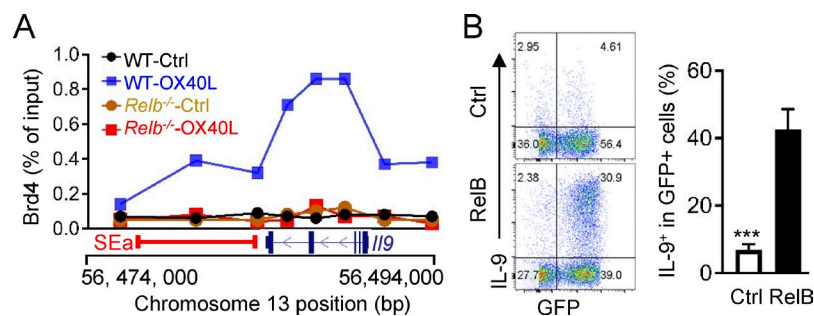 A
Brd4 (% of input)
1.0
0.8
0.6
0.4
0.2
0.0
WT-Ctrl
WT-OX40L
Relb-/--Ctrl
Relb-/--OX40L
SEa
Il9
56, 474, 000
56,494,000
Chromosome 13 position (bp)
B
Ctrl
2.95
4.61
36.0
56.4
RelB
2.38
30.9
27.7
39.0
IL-9
GFP
IL-9+ in GFP+ cells (%)
60
40
20
0
***
Ctrl RelB